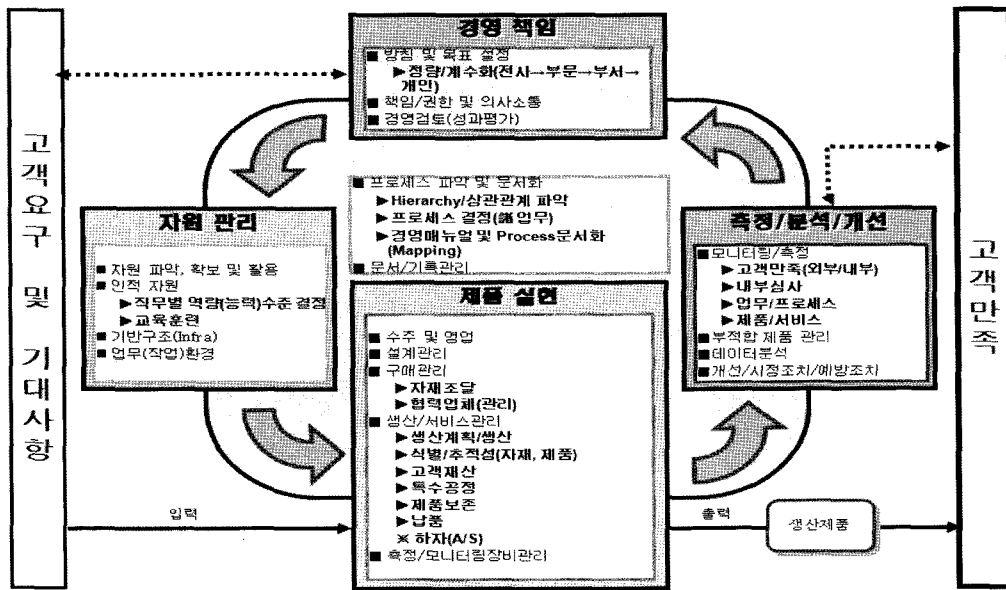 고객요구 및 기대사항
경영 책임
■ 방침 및 목표 설정
▶정량/계수화(전사→부문→부서→
개인)
■ 책임/권한 및 의사소통
■ 경영검토(성과평가)
■ 프로세스 파악 및 문서화
▶Hierarchy/상관관계 파악
▶프로세스 결정(諸 업무)
▶경영매뉴얼 및 Process문서화
(Mapping)
■ 문서/기록관리
자원 관리
■ 자원 파악, 확보 및 활용
■ 인적 자원
▶직무별 역량(능력)수준 결정
▶교육훈련
■ 기반구조(Infra)
■ 업무(작업)환경
제품 실현
■ 수주 및 영업
■ 설계관리
■ 구매관리
▶자재조달
▶협력업체(관리)
■ 생산/서비스관리
▶생산계획/생산
▶식별/추적성(자재, 제품)
▶고객재산
▶특수공정
▶제품보존
▶납품
※ 하자(A/S)
■ 측정/모니터링장비관리
측정/분석/개선
■모니터링/측정
▶고객만족(외부/내부)
▶내부심사
▶업무/프로세스
▶제품/서비스
■부적합 제품 관리
■데이터분석
■개선/시정조치/예방조치
입력
출력
생산제품
고객만족